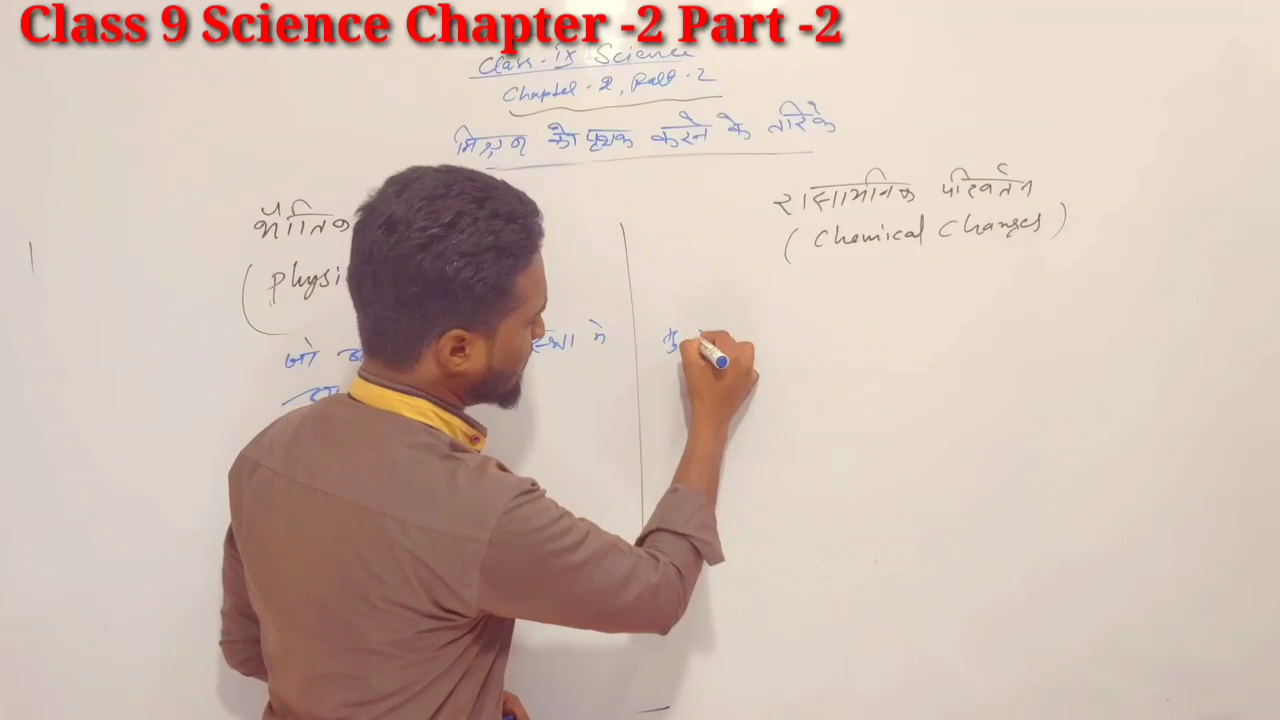 Class 9 Science Chapter -2 Part -2
Class - IX Science
Chapter - 2, Part - 2
मिश्रण को पृथक करने के तरिके
भौतिक
रासायनिक परिवर्तन
(Physi
(Chemical Changes)
जो स्था मे